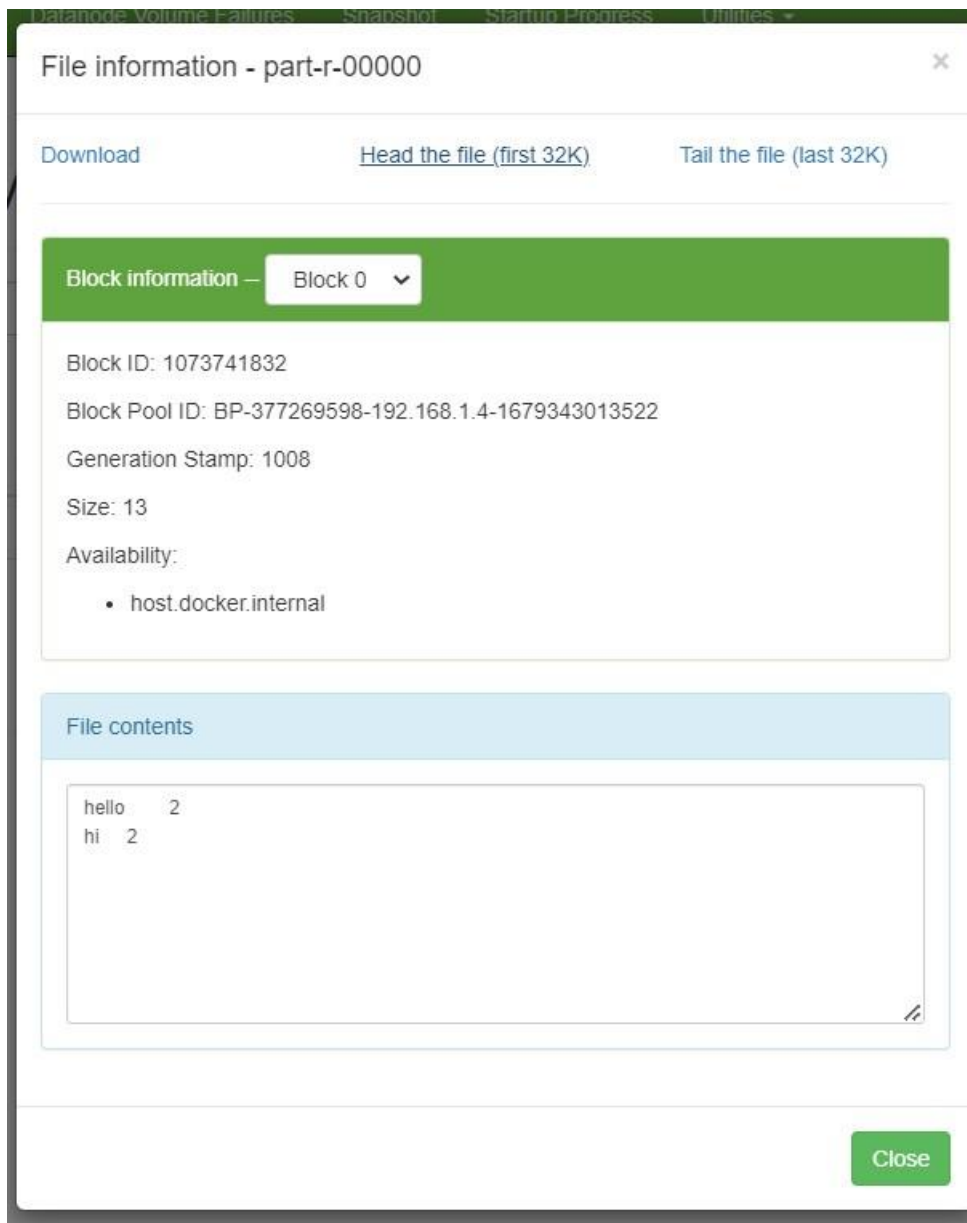 Datanode Volume Failures Snapshot Startup Progress Utilities
File information - part-r-00000 ×
Download Head the file (first 32K) Tail the file (last 32K)
Block information -- Block 0
Block ID: 1073741832
Block Pool ID: BP-377269598-192.168.1.4-1679343013522
Generation Stamp: 1008
Size: 13
Availability:
• host.docker.internal
File contents
hello 2
hi 2
Close